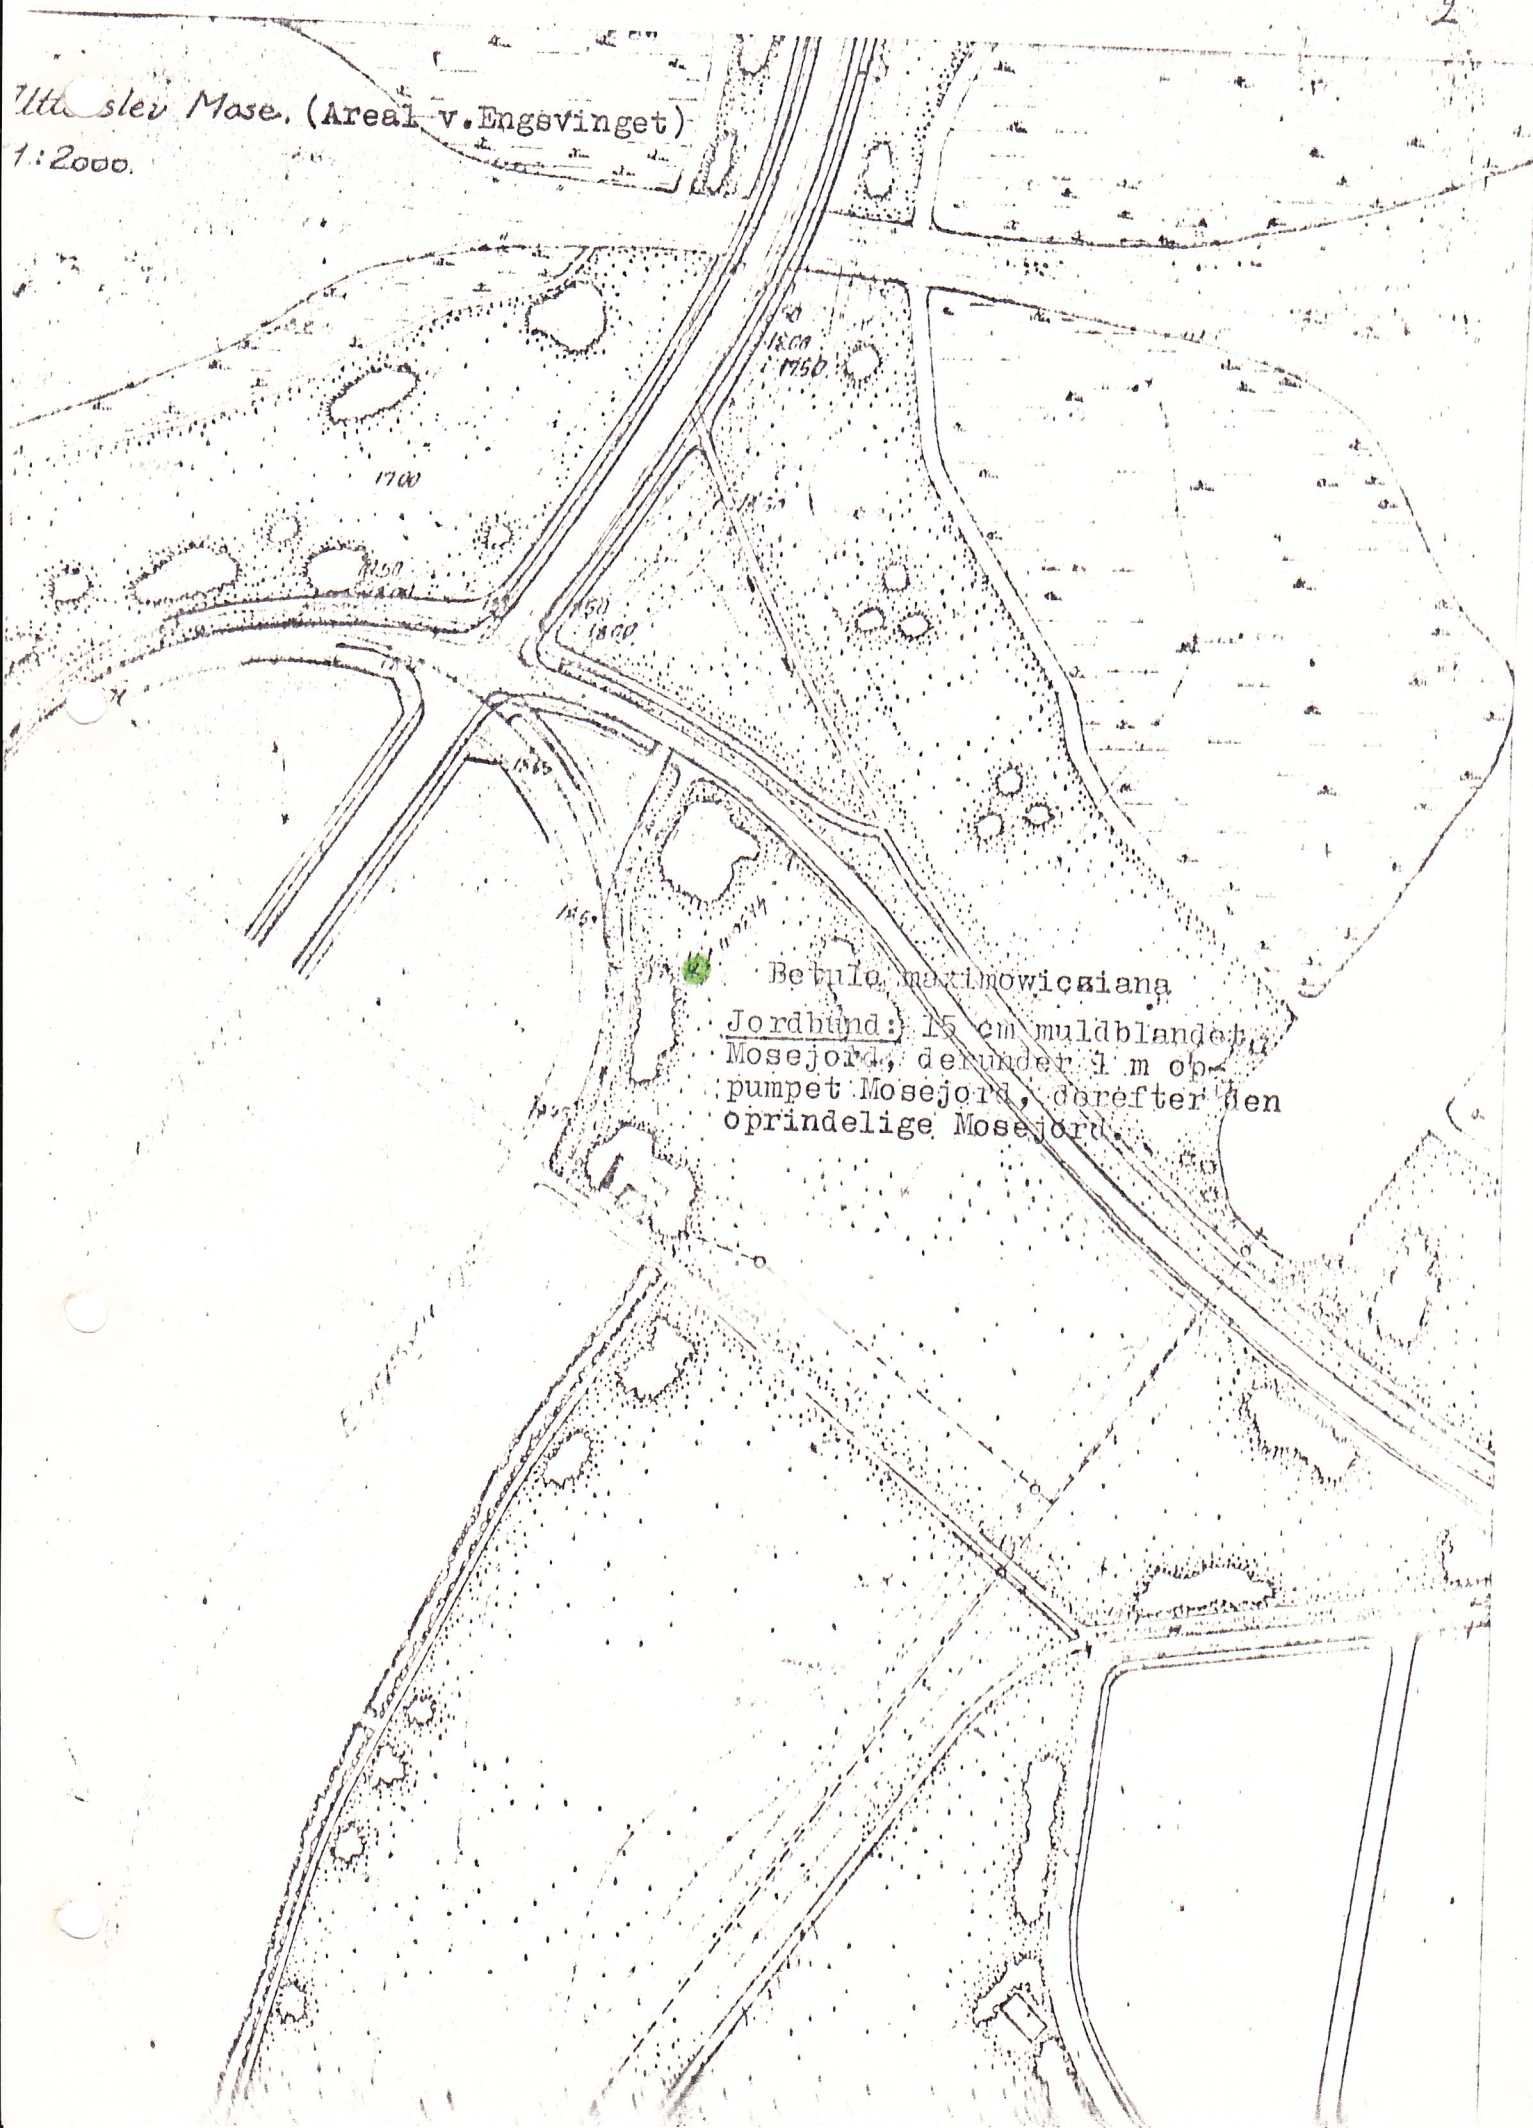 2
slev Mose. (Areal v.Engsvinget)
1:2000.
1800
1750
1700
1800
1865
Betula maximowicziana
Jordbund: 15 cm muldblandet
Mosejord, derunder 1 m op-
pumpet Mosejord, derefter den
oprindelige Mosejord.